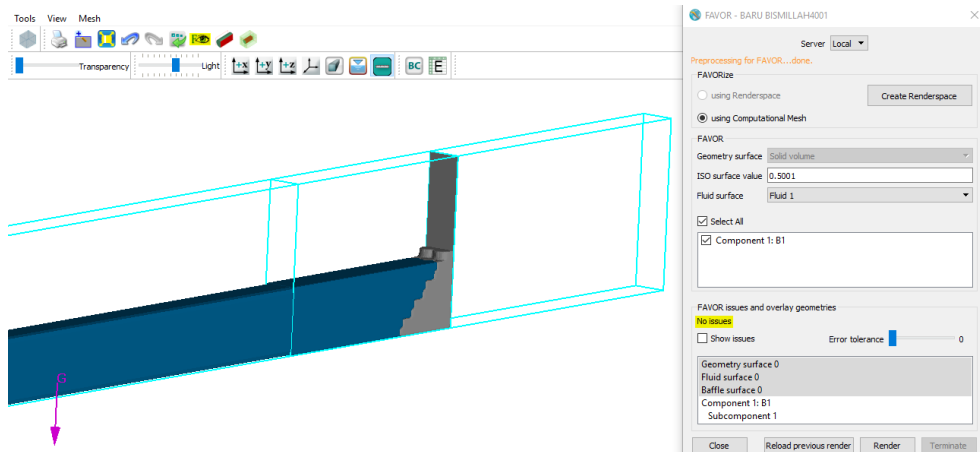 Tools View Mesh
Transparency Light +x +y +z BC E
G
FAVOR - BARU BISMILLAH4001
Server Local
Preprocessing for FAVOR...done.
FAVORize
using Renderspace Create Renderspace
using Computational Mesh
FAVOR
Geometry surface Solid volume
ISO surface value 0.5001
Fluid surface Fluid 1
Select All
Component 1: B1
FAVOR issues and overlay geometries
No issues
Show issues Error tolerance 0
Geometry surface 0
Fluid surface 0
Baffle surface 0
Component 1: B1
Subcomponent 1
Close Reload previous render Render Terminate